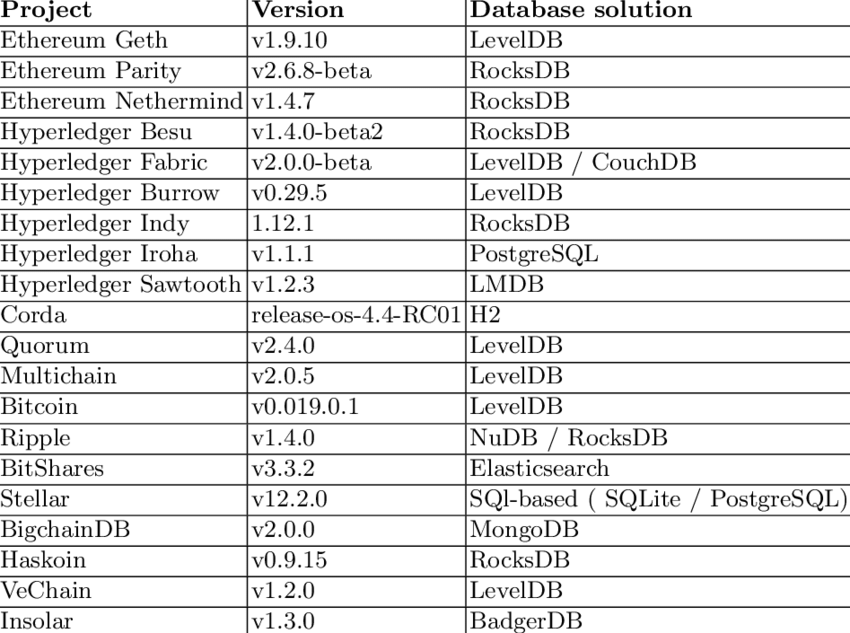 Project Version Database solution
Ethereum Geth v1.9.10 LevelDB
Ethereum Parity v2.6.8-beta RocksDB
Ethereum Nethermind v1.4.7 RocksDB
Hyperledger Besu v1.4.0-beta2 RocksDB
Hyperledger Fabric v2.0.0-beta LevelDB / CouchDB
Hyperledger Burrow v0.29.5 LevelDB
Hyperledger Indy 1.12.1 RocksDB
Hyperledger Iroha v1.1.1 PostgreSQL
Hyperledger Sawtooth v1.2.3 LMDB
Corda release-os-4.4-RC01 H2
Quorum v2.4.0 LevelDB
Multichain v2.0.5 LevelDB
Bitcoin v0.019.0.1 LevelDB
Ripple v1.4.0 NuDB / RocksDB
BitShares v3.3.2 Elasticsearch
Stellar v12.2.0 SQl-based ( SQLite / PostgreSQL)
BigchainDB v2.0.0 MongoDB
Haskoin v0.9.15 RocksDB
VeChain v1.2.0 LevelDB
Insolar v1.3.0 BadgerDB